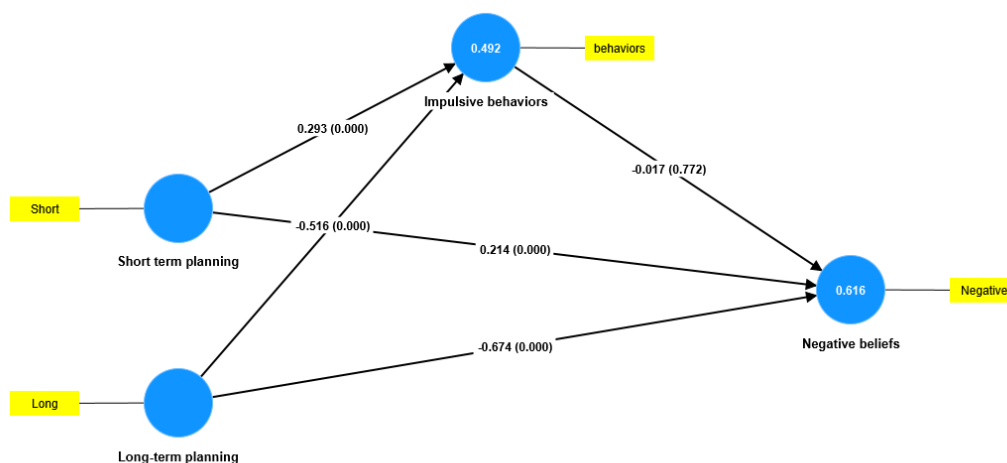 0.492
behaviors
Impulsive behaviors
0.293 (0.000)
-0.017 (0.772)
Short
-0.516 (0.000)
0.214 (0.000)
Short term planning
0.616
Negative
Negative beliefs
-0.674 (0.000)
Long
Long-term planning